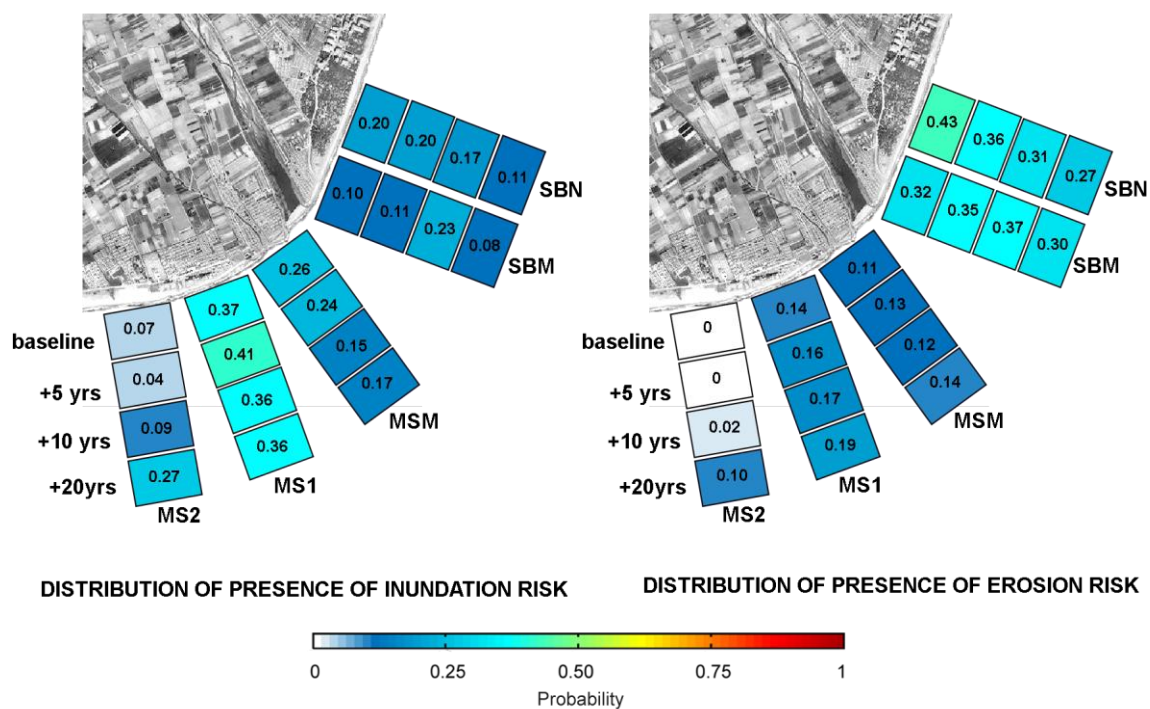 0.20 0.20 0.17 0.11 SBN
0.10 0.11 0.23 0.08 SBM
0.26
0.24
0.15
0.17
MSM
0.37
0.41
0.36
0.36
MS1
baseline 0.07
+5 yrs 0.04
+10 yrs 0.09
+20yrs 0.27
MS2
DISTRIBUTION OF PRESENCE OF INUNDATION RISK
0.43 0.36 0.31 0.27 SBN
0.32 0.35 0.37 0.30 SBM
0.11
0.13
0.12
0.14
MSM
0.14
0.16
0.17
0.19
MS1
baseline 0
+5 yrs 0
+10 yrs 0.02
+20yrs 0.10
MS2
DISTRIBUTION OF PRESENCE OF EROSION RISK
0 0.25 0.50 0.75 1
Probability